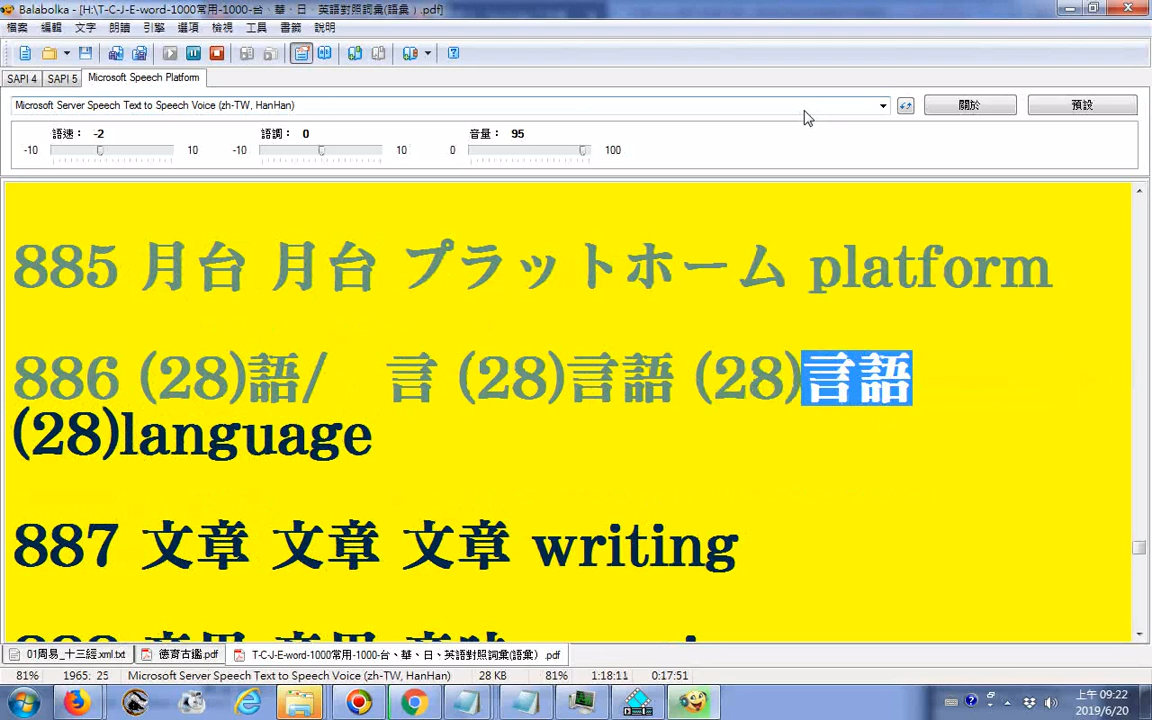 Balabolka - [H:\T-C-J-E-word-1000常用-1000-台、華、日、英語對照詞彙(語彙）.pdf]
檔案 編輯 文字 朗讀 引擎 選項 檢視 工具 書籤 說明
SAPI 4 SAPI 5 Microsoft Speech Platform
Microsoft Server Speech Text to Speech Voice (zh-TW, HanHan) 關於 預設
語速： -2 語調： 0 音量： 95
-10 10 -10 10 0 100
885 月台 月台 プラットホーム platform
886 (28)語/　言 (28)言語 (28)言語
(28)language
887 文章 文章 文章 writing
01周易_十三經.xml.txt 德育古鑑.pdf T-C-J-E-word-1000常用-1000-台、華、日、英語對照詞彙(語彙）.pdf
81% 1965: 25 Microsoft Server Speech Text to Speech Voice (zh-TW, HanHan) 28 KB 81% 1:18:11 0:17:51
上午 09:22
2019/6/20